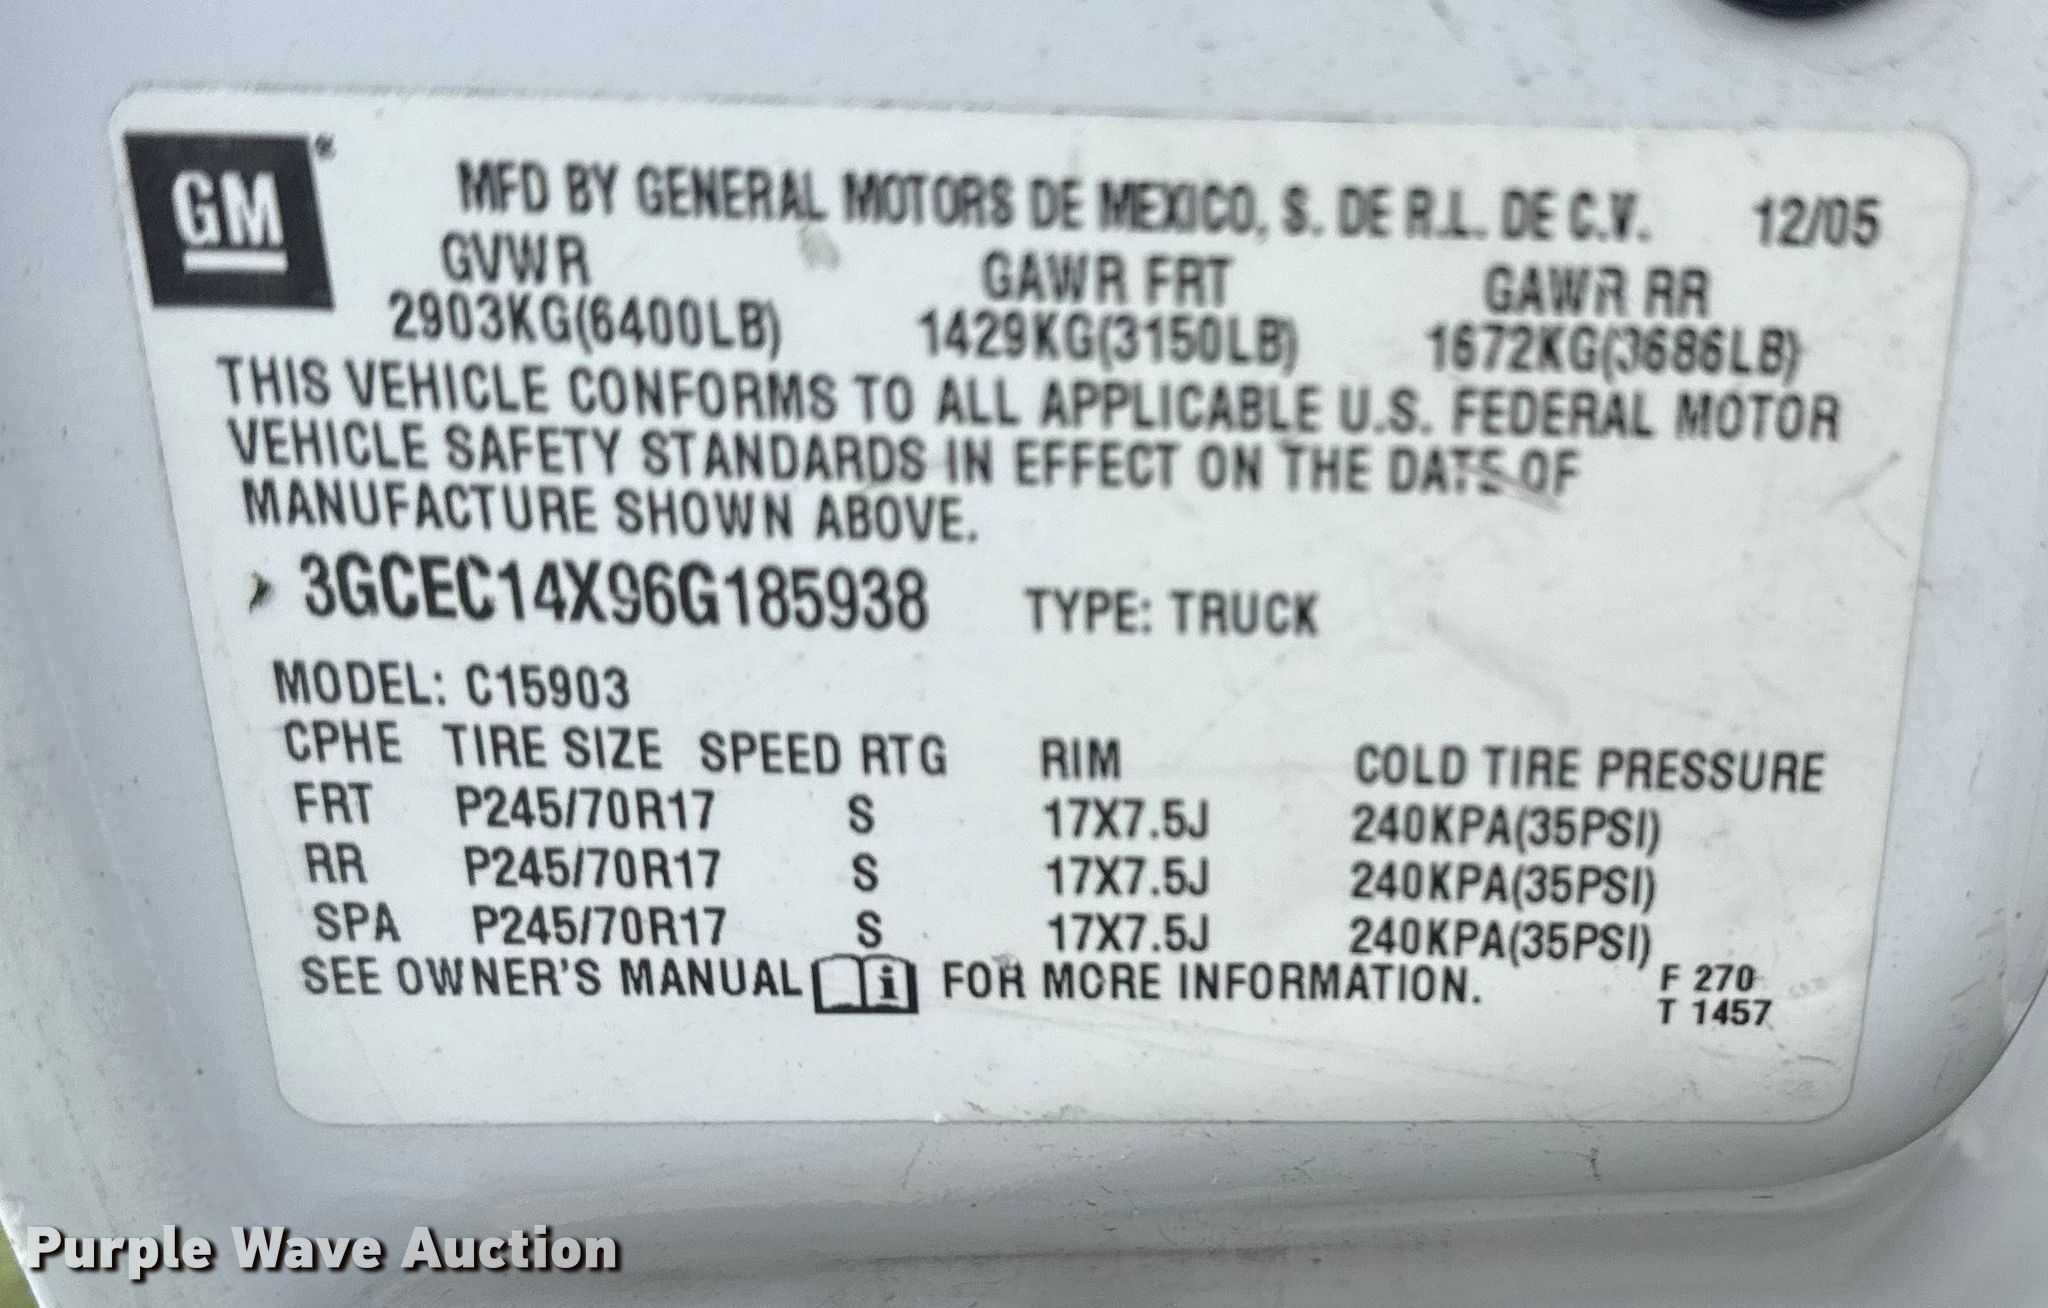 GM®
MFD BY GENERAL MOTORS DE MEXICO, S. DE R.L. DE C.V. 12/05
GVWR GAWR FRT GAWR RR
2903KG(6400LB) 1429KG(3150LB) 1672KG(3686LB)
THIS VEHICLE CONFORMS TO ALL APPLICABLE U.S. FEDERAL MOTOR
VEHICLE SAFETY STANDARDS IN EFFECT ON THE DATE OF
MANUFACTURE SHOWN ABOVE.
3GCEC14X96G185938 TYPE: TRUCK
MODEL: C15903
CPHE TIRE SIZE SPEED RTG RIM COLD TIRE PRESSURE
FRT P245/70R17 S 17X7.5J 240KPA(35PSI)
RR P245/70R17 S 17X7.5J 240KPA(35PSI)
SPA P245/70R17 S 17X7.5J 240KPA(35PSI)
SEE OWNER'S MANUAL i FOR MORE INFORMATION.
F 270
T 1457
Purple Wave Auction